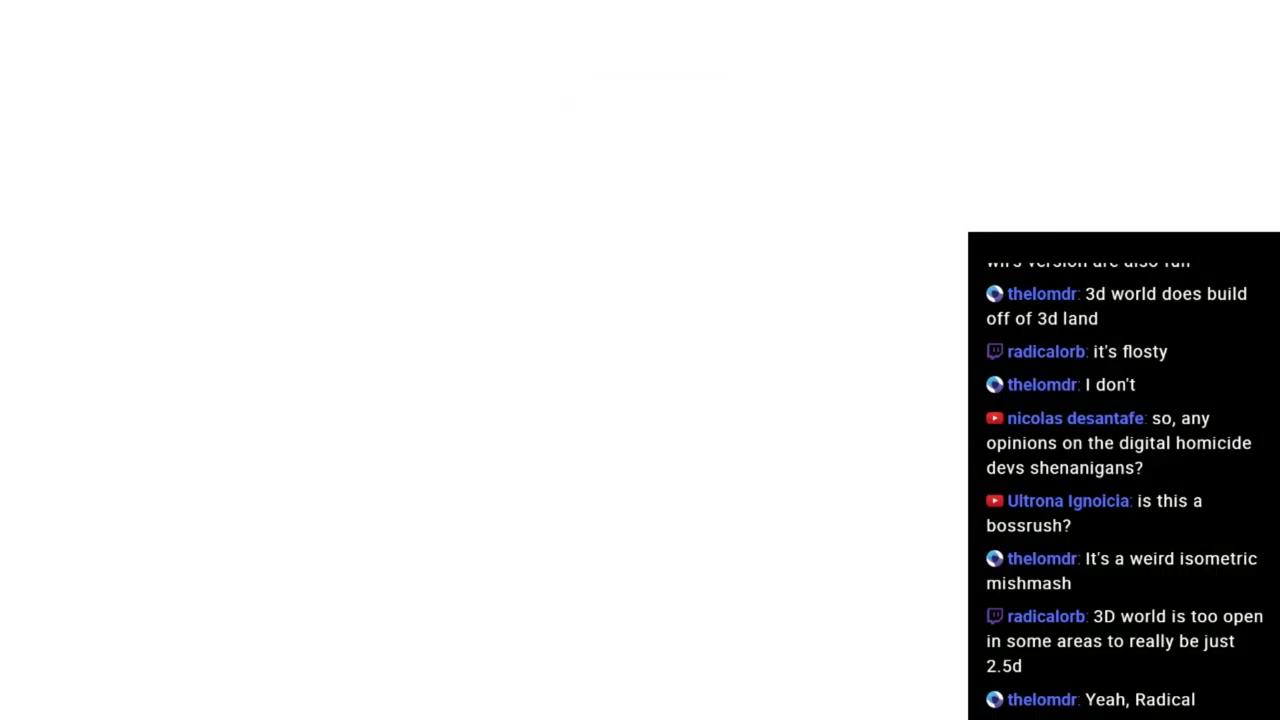 thelomdr: 3d world does build
off of 3d land
radicalorb: it's flosty
thelomdr: I don't
nicolas desantafe: so, any
opinions on the digital homicide
devs shenanigans?
Ultrona Ignoicia: is this a
bossrush?
thelomdr: It's a weird isometric
mishmash
radicalorb: 3D world is too open
in some areas to really be just
2.5d
thelomdr: Yeah, Radical